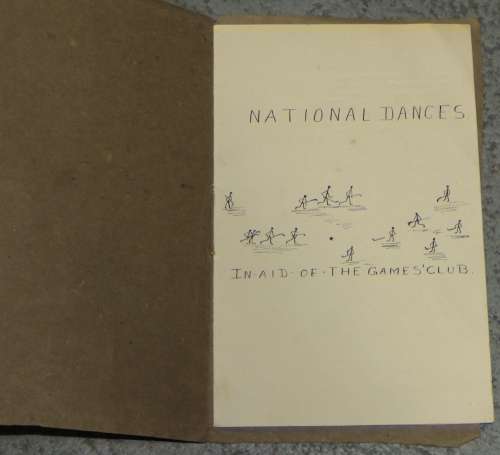 NATIONAL DANCES
IN·AID·OF·THE GAMES' CLUB.